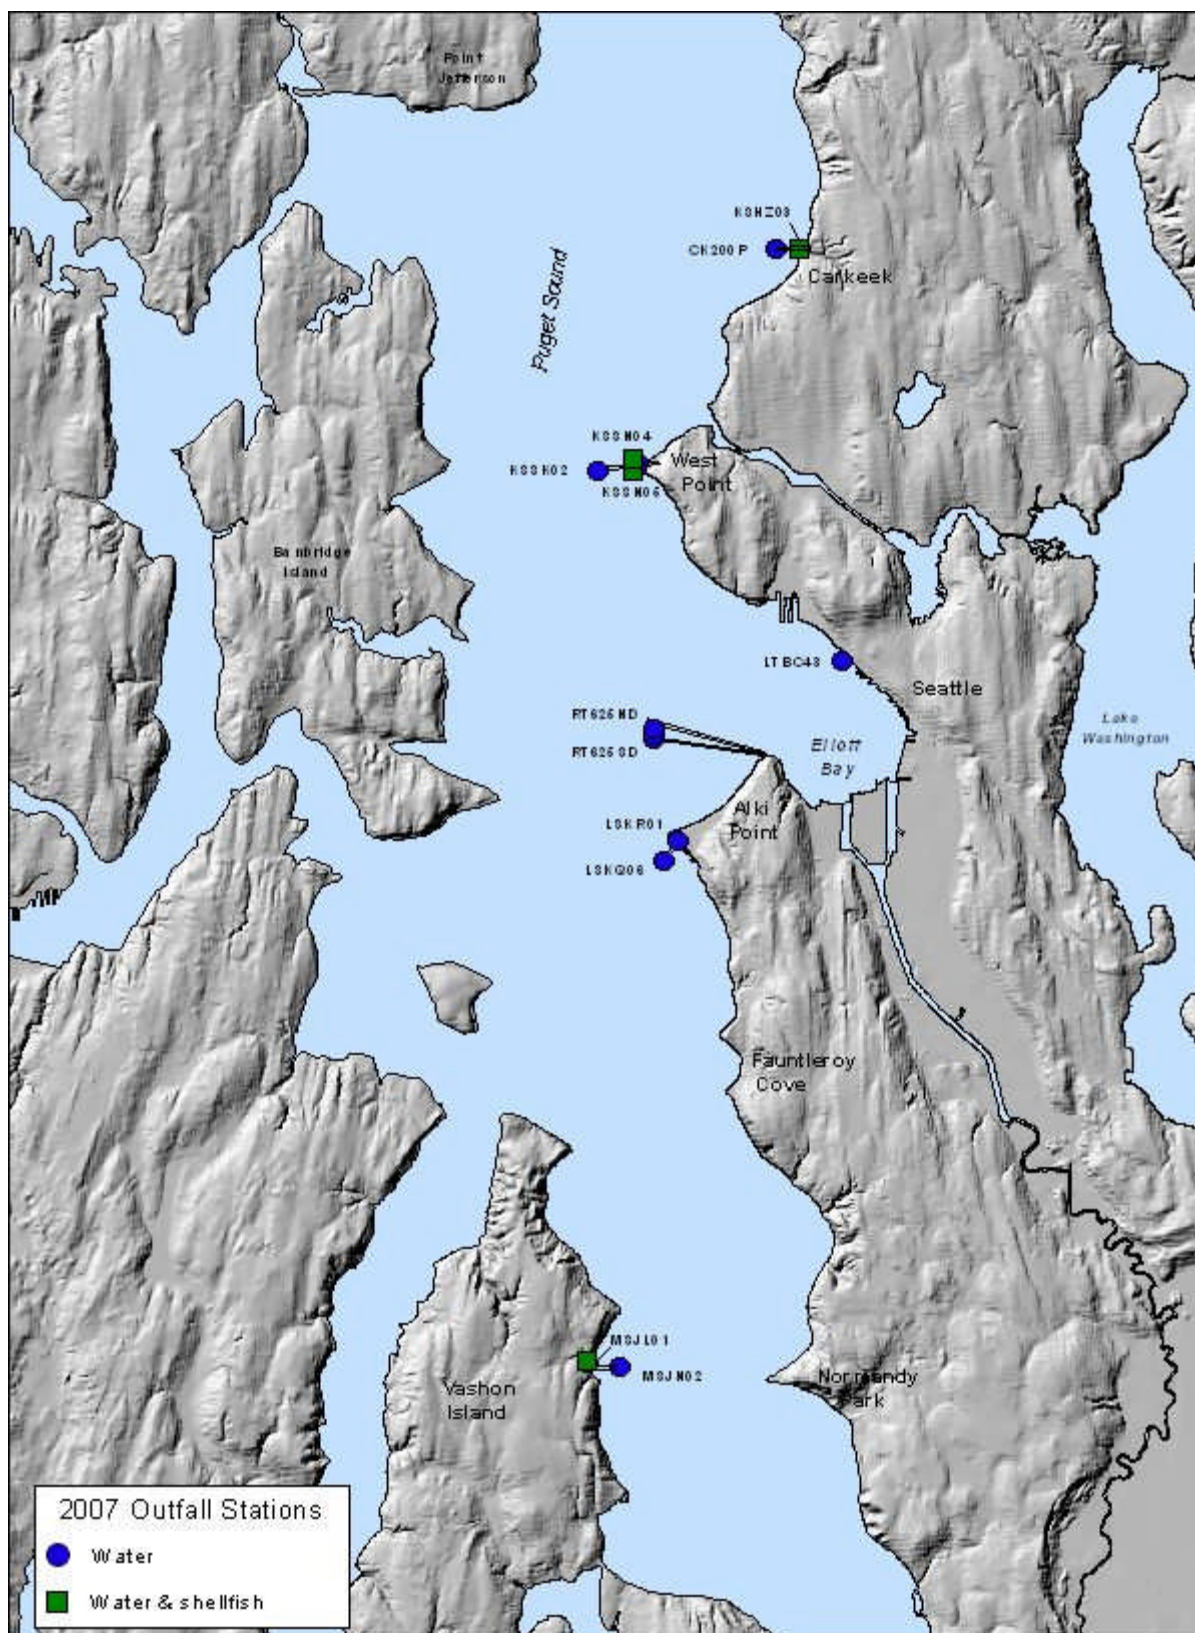 Point
Jefferson
KSHZ03
CK200P
Carkeek
Puget Sound
KSSN04
KSSK02
West
Point
KSSN05
Bainbridge
Island
LTBC43
Seattle
RT625ND
RT625SD
Elliott
Bay
Lake
Washington
LSKR01
Alki
Point
LSKQ06
Fauntleroy
Cove
MSJL01
MSJN02
Vashon
Island
Normandy
Park
2007 Outfall Stations
Water
Water & shellfish